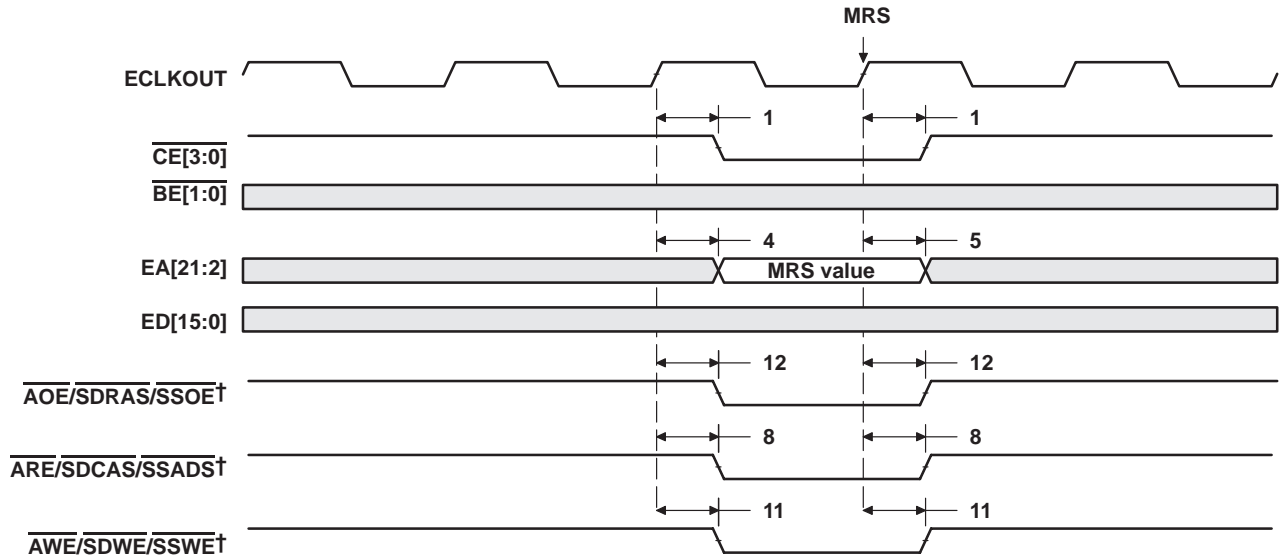 MRS
ECLKOUT
1 1
CE[3:0]
BE[1:0]
4 5
EA[21:2] MRS value
ED[15:0]
12 12
AOE/SDRAS/SSOE†
8 8
ARE/SDCAS/SSADS†
11 11
AWE/SDWE/SSWE†